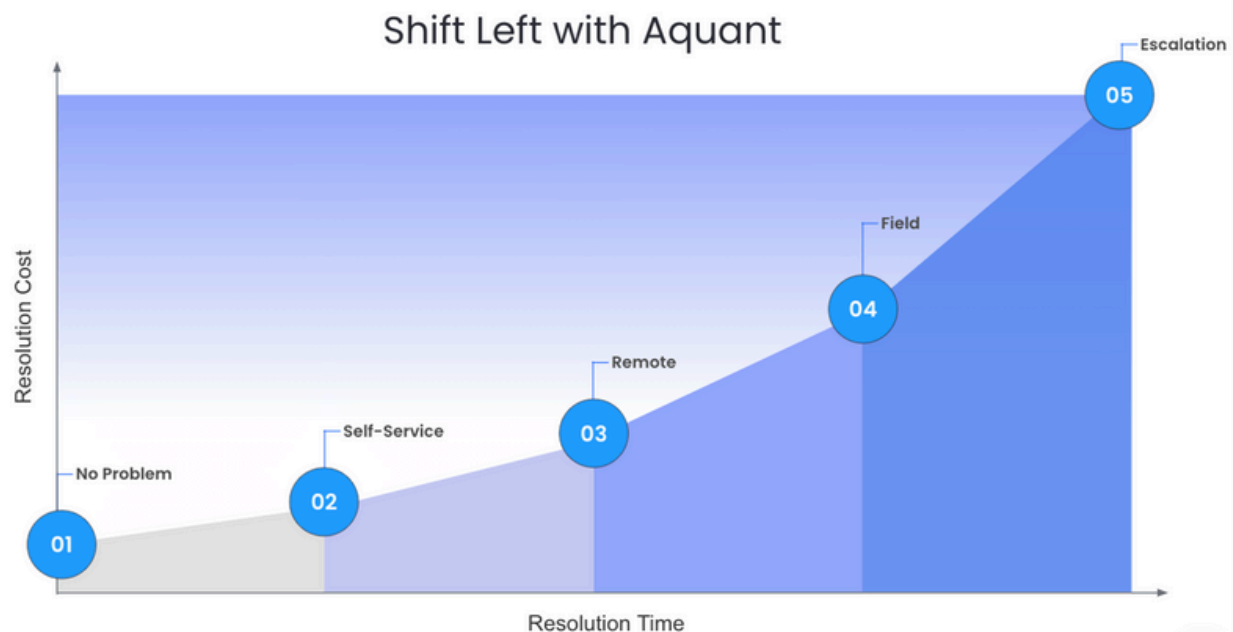 Shift Left with Aquant
Escalation
05
Field
04
Remote
03
Self-Service
02
No Problem
01
Resolution Cost
Resolution Time